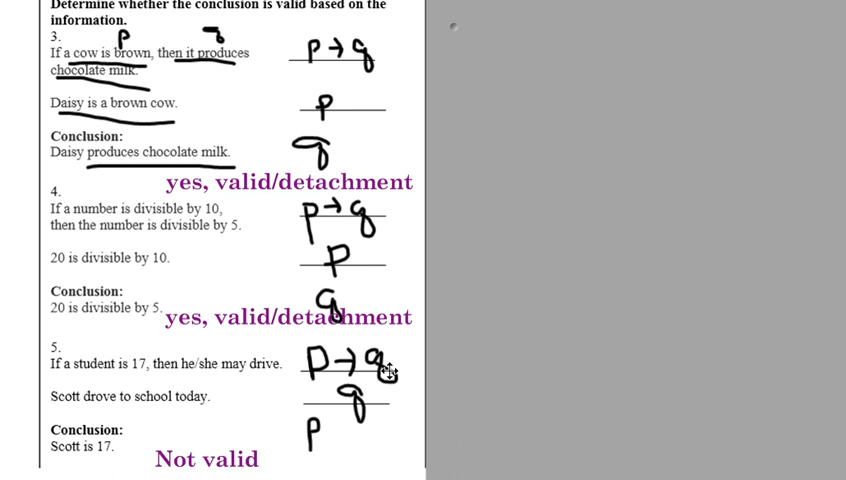 Determine whether the conclusion is valid based on the
information.
3.
p q
If a cow is brown, then it produces
chocolate milk.
p → q
Daisy is a brown cow.
p
Conclusion:
Daisy produces chocolate milk.
q
yes, valid/detachment
4.
If a number is divisible by 10,
then the number is divisible by 5.
p → q
20 is divisible by 10.
p
Conclusion:
20 is divisible by 5.
q
yes, valid/detachment
5.
If a student is 17, then he/she may drive.
p → q
Scott drove to school today.
q
Conclusion:
Scott is 17.
p
Not valid